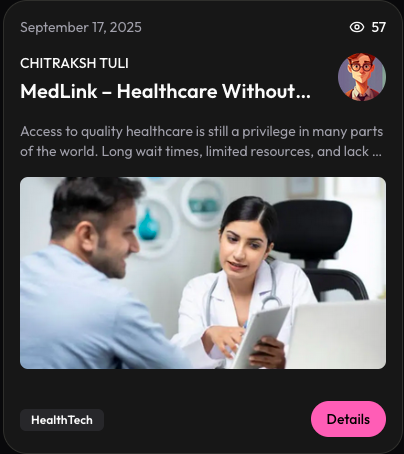 September 17, 2025
57
CHITRAKSH TULI
MedLink – Healthcare Without...
Access to quality healthcare is still a privilege in many parts
of the world. Long wait times, limited resources, and lack ...
HealthTech
Details